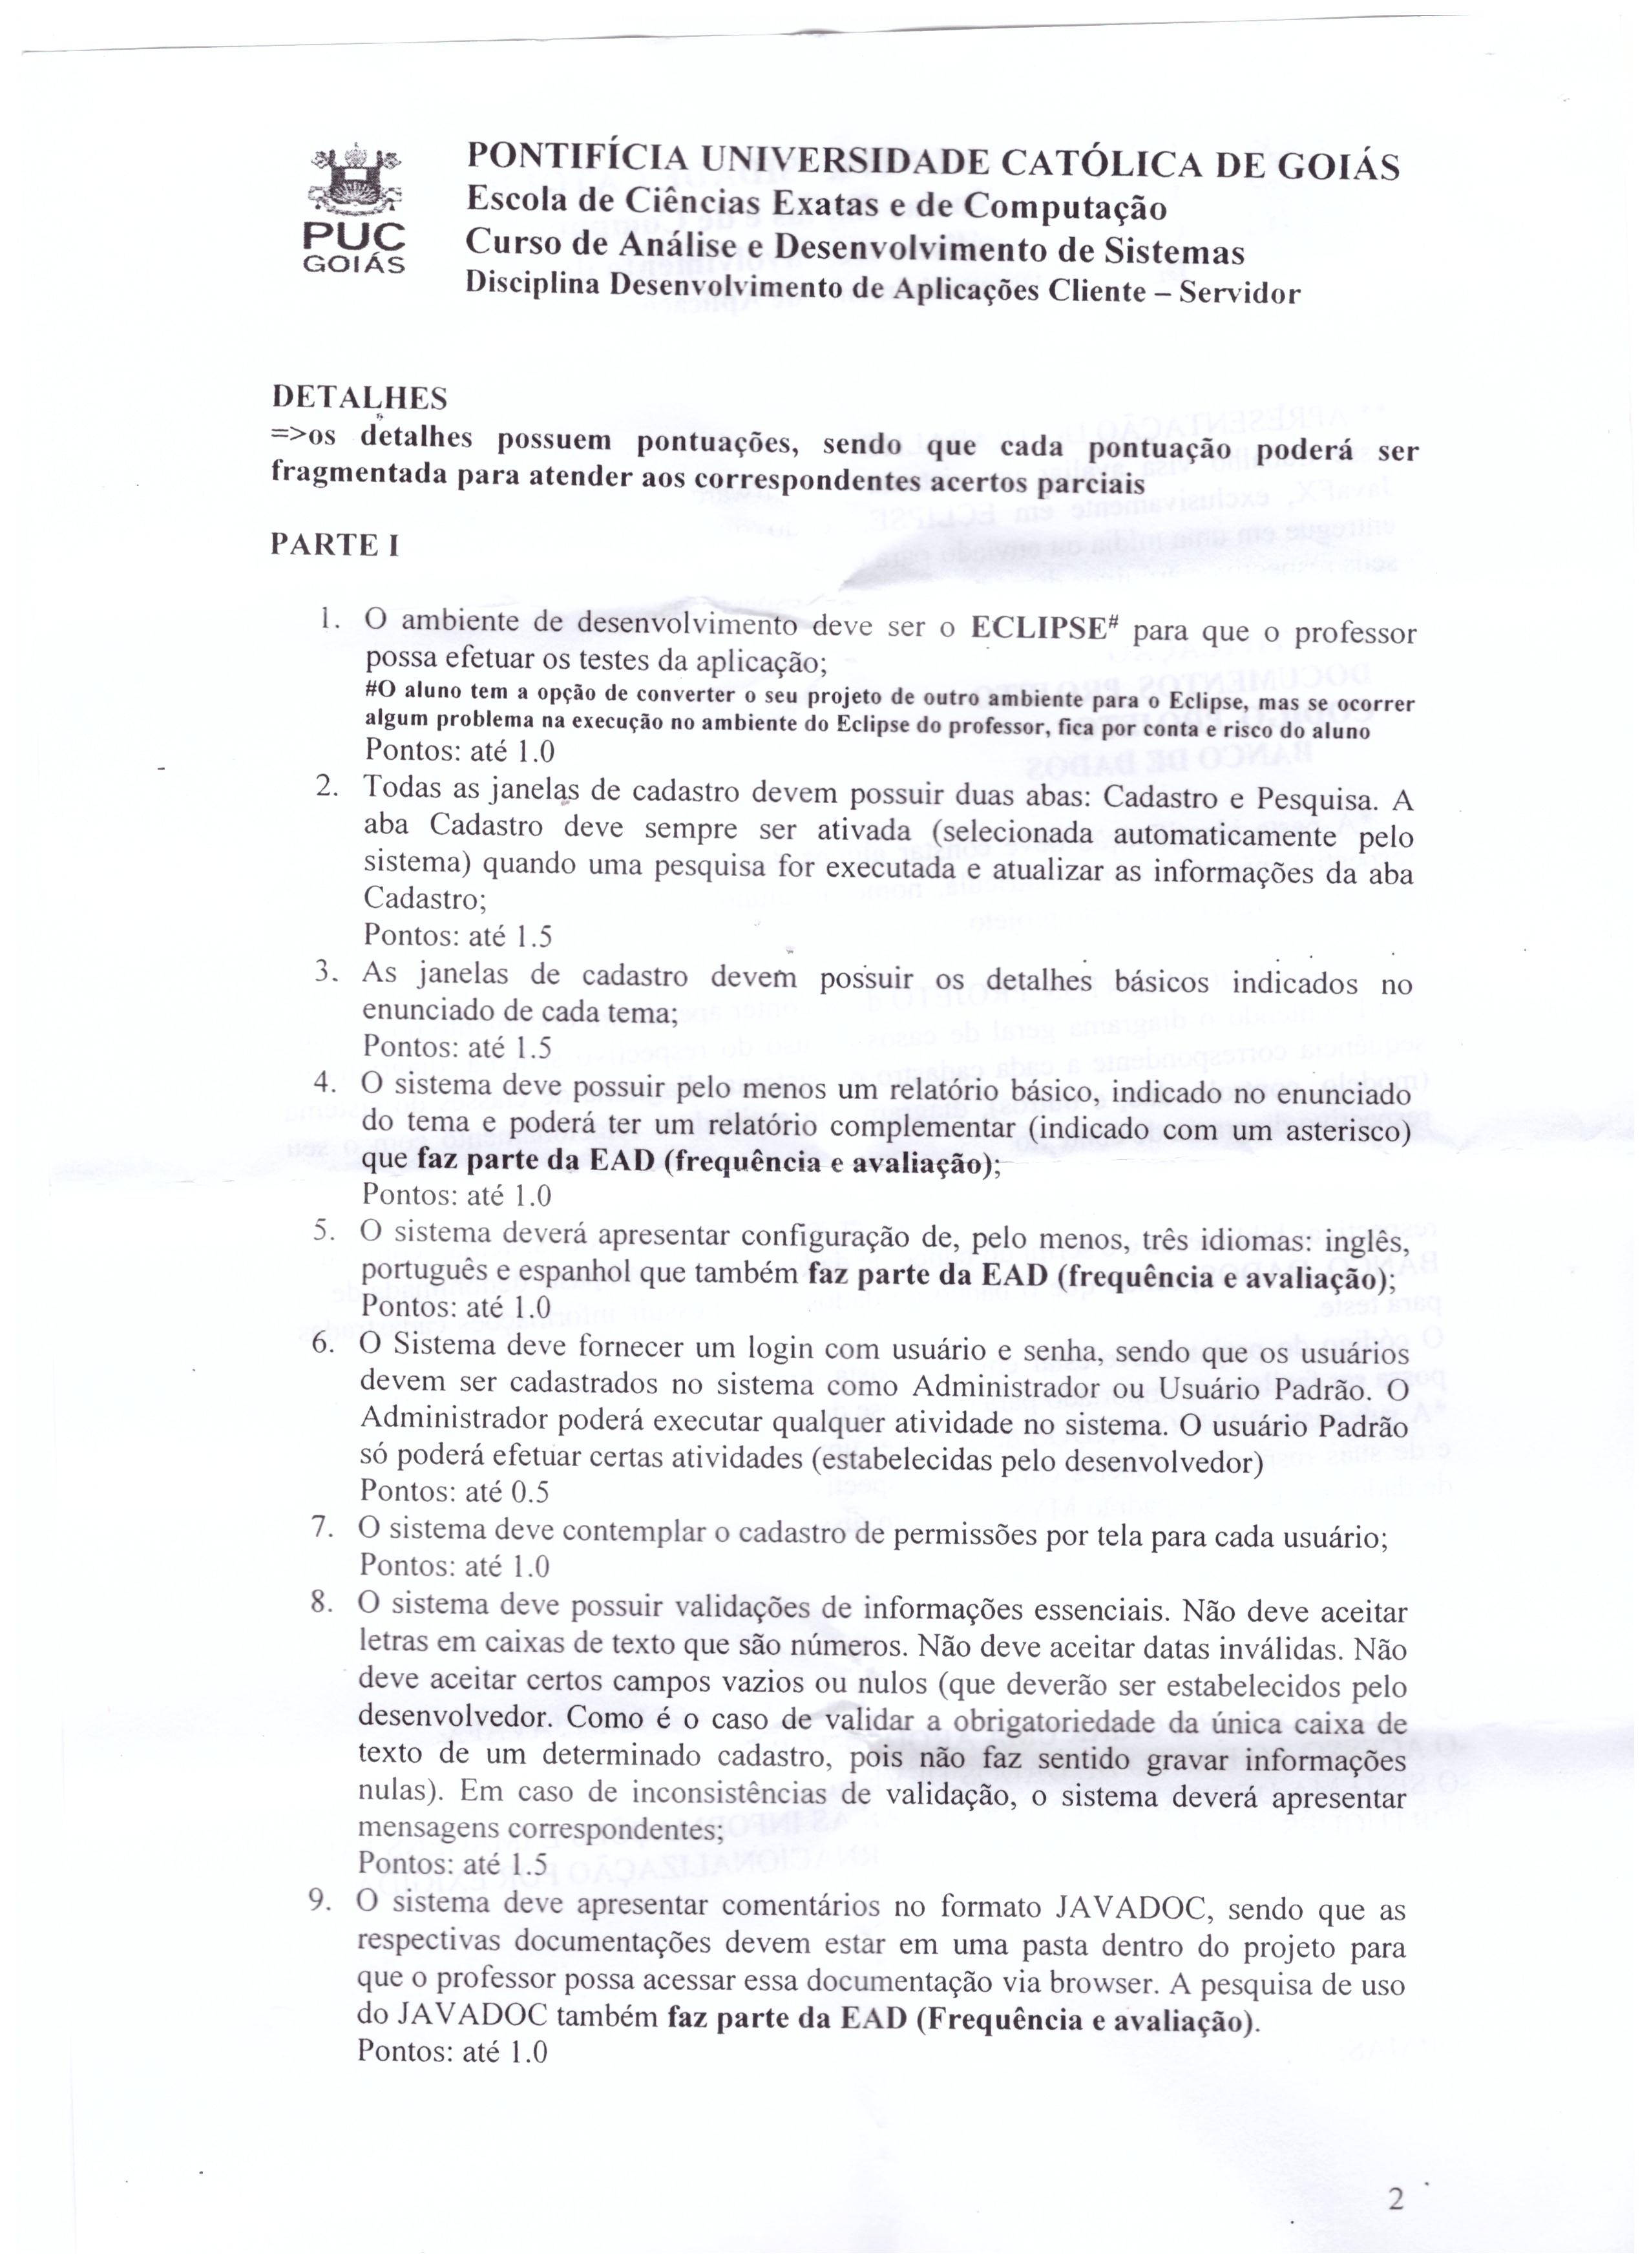 PUC
GOIÁS
PONTIFÍCIA UNIVERSIDADE CATÓLICA DE GOIÁS
Escola de Ciências Exatas e de Computação
Curso de Análise e Desenvolvimento de Sistemas
Disciplina Desenvolvimento de Aplicações Cliente – Servidor
DETALHES
=>os detalhes possuem pontuações, sendo que cada pontuação poderá ser
fragmentada para atender aos correspondentes acertos parciais
PARTE I
1. O ambiente de desenvolvimento deve ser o ECLIPSE# para que o professor
possa efetuar os testes da aplicação;
#O aluno tem a opção de converter o seu projeto de outro ambiente para o Eclipse, mas se ocorrer
algum problema na execução no ambiente do Eclipse do professor, fica por conta e risco do aluno
Pontos: até 1.0
2. Todas as janelas de cadastro devem possuir duas abas: Cadastro e Pesquisa. A
aba Cadastro deve sempre ser ativada (selecionada automaticamente pelo
sistema) quando uma pesquisa for executada e atualizar as informações da aba
Cadastro;
Pontos: até 1.5
3. As janelas de cadastro devem possuir os detalhes básicos indicados no
enunciado de cada tema;
Pontos: até 1.5
4. O sistema deve possuir pelo menos um relatório básico, indicado no enunciado
do tema e poderá ter um relatório complementar (indicado com um asterisco)
que faz parte da EAD (frequência e avaliação);
Pontos: até 1.0
5. O sistema deverá apresentar configuração de, pelo menos, três idiomas: inglês,
português e espanhol que também faz parte da EAD (frequência e avaliação);
Pontos: até 1.0
6. O Sistema deve fornecer um login com usuário e senha, sendo que os usuários
devem ser cadastrados no sistema como Administrador ou Usuário Padrão. O
Administrador poderá executar qualquer atividade no sistema. O usuário Padrão
só poderá efetuar certas atividades (estabelecidas pelo desenvolvedor)
Pontos: até 0.5
7. O sistema deve contemplar o cadastro de permissões por tela para cada usuário;
Pontos: até 1.0
8. O sistema deve possuir validações de informações essenciais. Não deve aceitar
letras em caixas de texto que são números. Não deve aceitar datas inválidas. Não
deve aceitar certos campos vazios ou nulos (que deverão ser estabelecidos pelo
desenvolvedor. Como é o caso de validar a obrigatoriedade da única caixa de
texto de um determinado cadastro, pois não faz sentido gravar informações
nulas). Em caso de inconsistências de validação, o sistema deverá apresentar
mensagens correspondentes;
Pontos: até 1.5
9. O sistema deve apresentar comentários no formato JAVADOC, sendo que as
respectivas documentações devem estar em uma pasta dentro do projeto para
que o professor possa acessar essa documentação via browser. A pesquisa de uso
do JAVADOC também faz parte da EAD (Frequência e avaliação).
Pontos: até 1.0
2